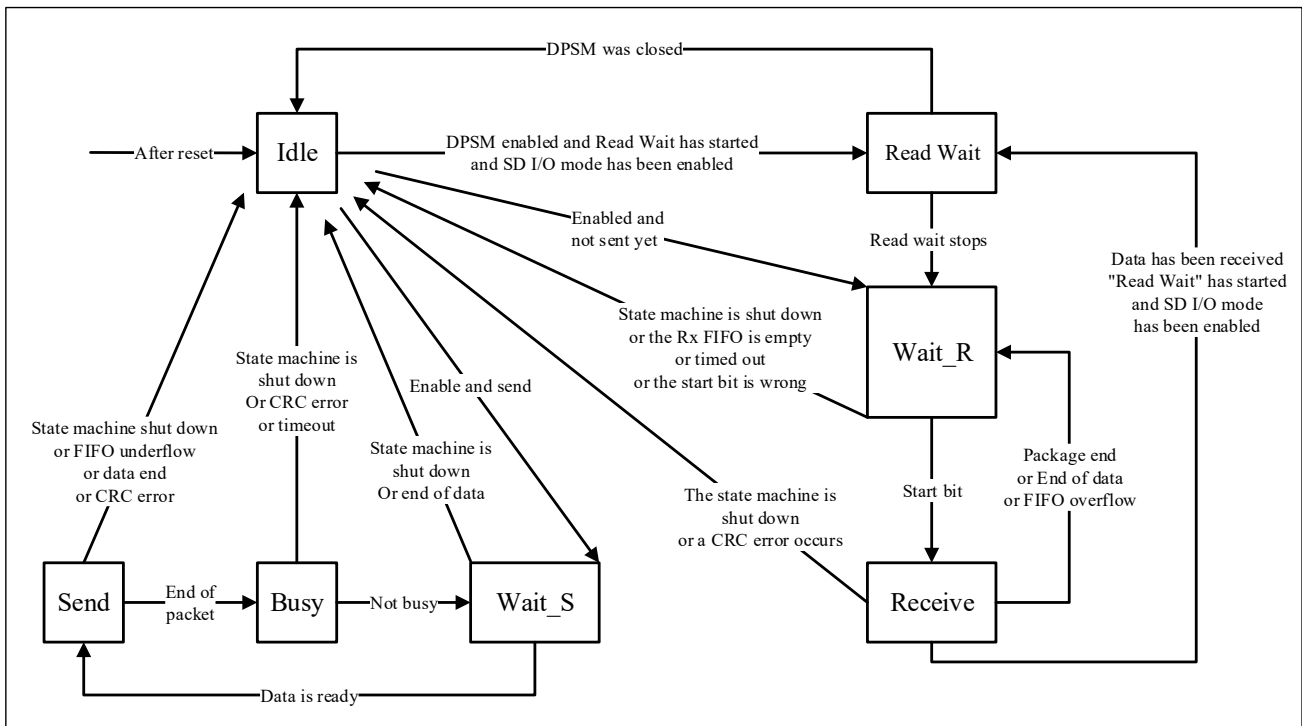 DPSM was closed
After reset
Idle
DPSM enabled and Read Wait has started
and SD I/O mode has been enabled
Read Wait
Enabled and
not sent yet
Read wait stops
Data has been received
"Read Wait" has started
and SD I/O mode
has been enabled
State machine is shut down
or the Rx FIFO is empty
or timed out
or the start bit is wrong
Wait_R
State machine is
shut down
Or CRC error
or timeout
Enable and send
State machine shut down
or FIFO underflow
or data end
or CRC error
State machine is
shut down
Or end of data
The state machine is
shut down
or a CRC error occurs
Start bit
Package end
or End of data
or FIFO overflow
Send
End of
packet
Busy
Not busy
Wait_S
Receive
Data is ready